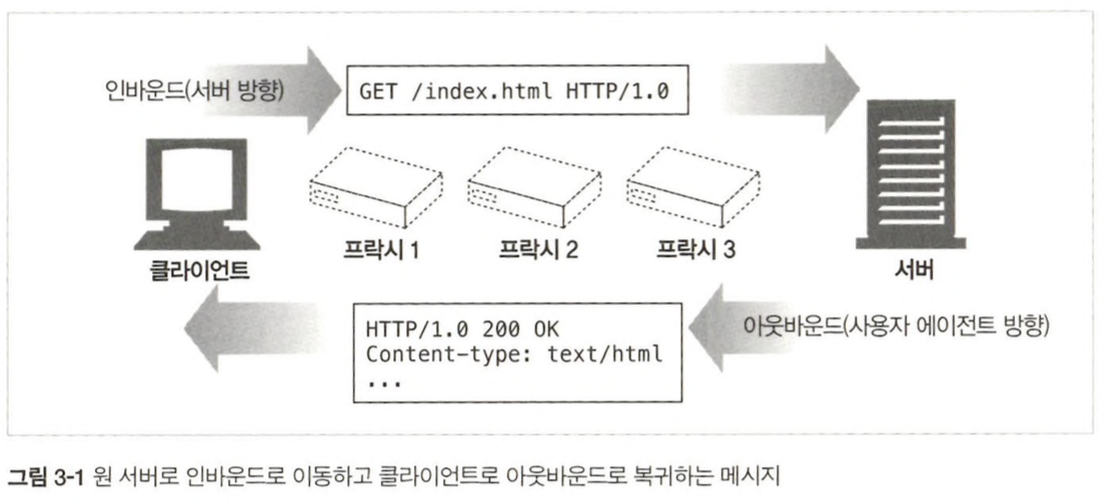 인바운드(서버 방향)
GET /index.html HTTP/1.0
클라이언트
프락시 1
프락시 2
프락시 3
서버
HTTP/1.0 200 OK
Content-type: text/html
...
아웃바운드(사용자 에이전트 방향)
그림 3-1 원 서버로 인바운드로 이동하고 클라이언트로 아웃바운드로 복귀하는 메시지